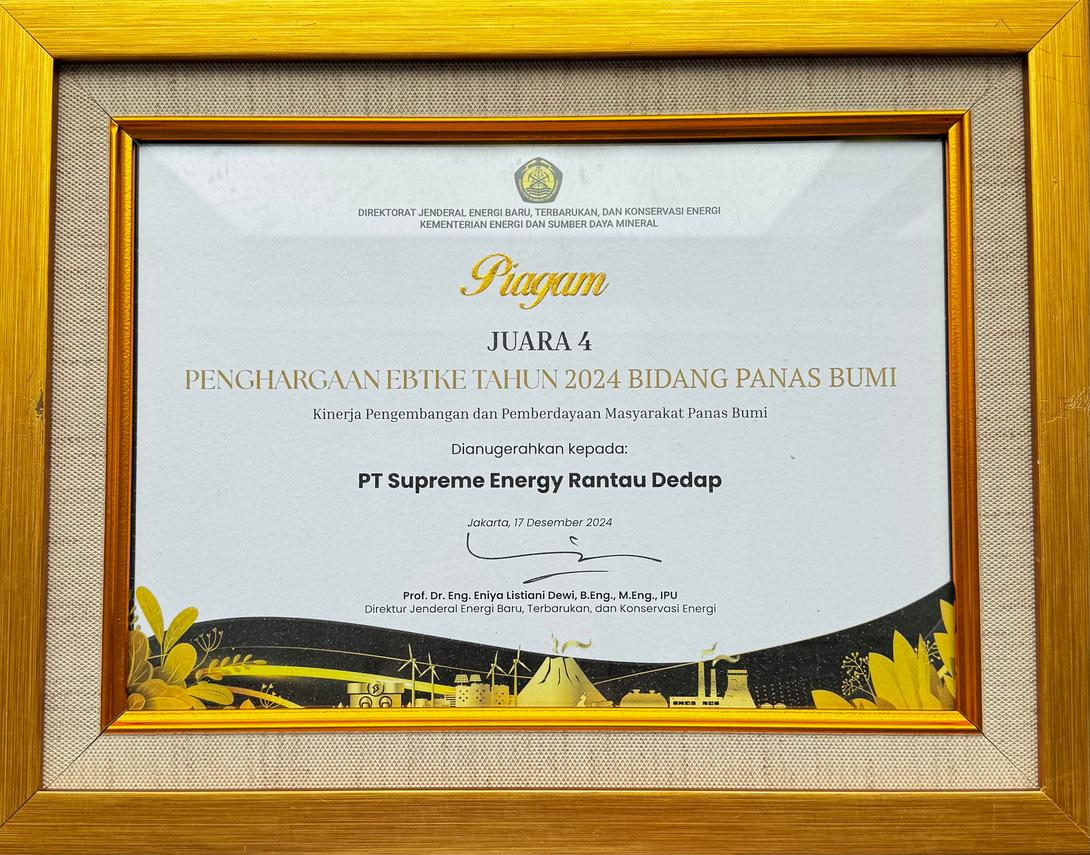 DIREKTORAT JENDERAL ENERGI BARU, TERBARUKAN, DAN KONSERVASI ENERGI
KEMENTERIAN ENERGI DAN SUMBER DAYA MINERAL
Piagam
JUARA 4
PENGHARGAAN EBTKE TAHUN 2024 BIDANG PANAS BUMI
Kinerja Pengembangan dan Pemberdayaan Masyarakat Panas Bumi
Dianugerahkan kepada:
PT Supreme Energy Rantau Dedap
Jakarta, 17 Desember 2024
Prof. Dr. Eng. Eniya Listiani Dewi, B.Eng., M.Eng., IPU
Direktur Jenderal Energi Baru, Terbarukan, dan Konservasi Energi